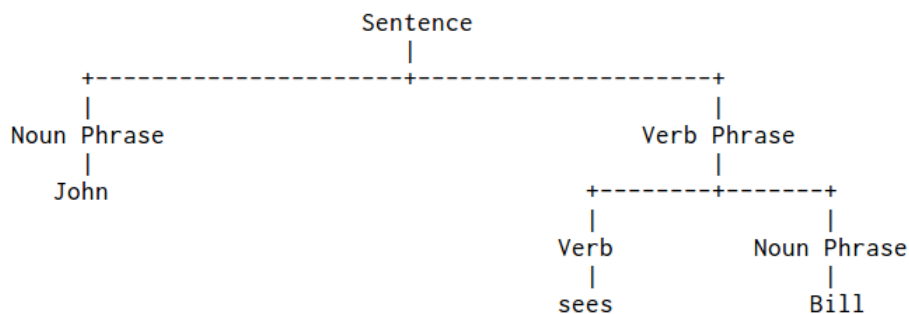 Sentence
Noun Phrase Verb Phrase
John
Verb Noun Phrase
sees Bill